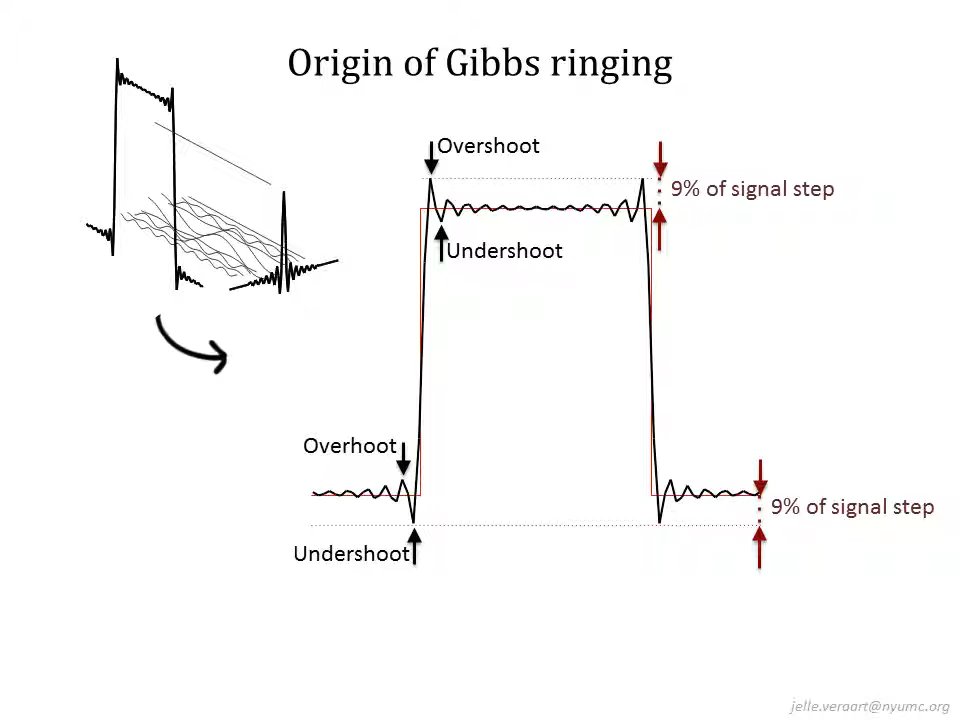 Origin of Gibbs ringing
Overshoot
9% of signal step
Undershoot
Overhoot
9% of signal step
Undershoot
jelle.veraart@nyumc.org